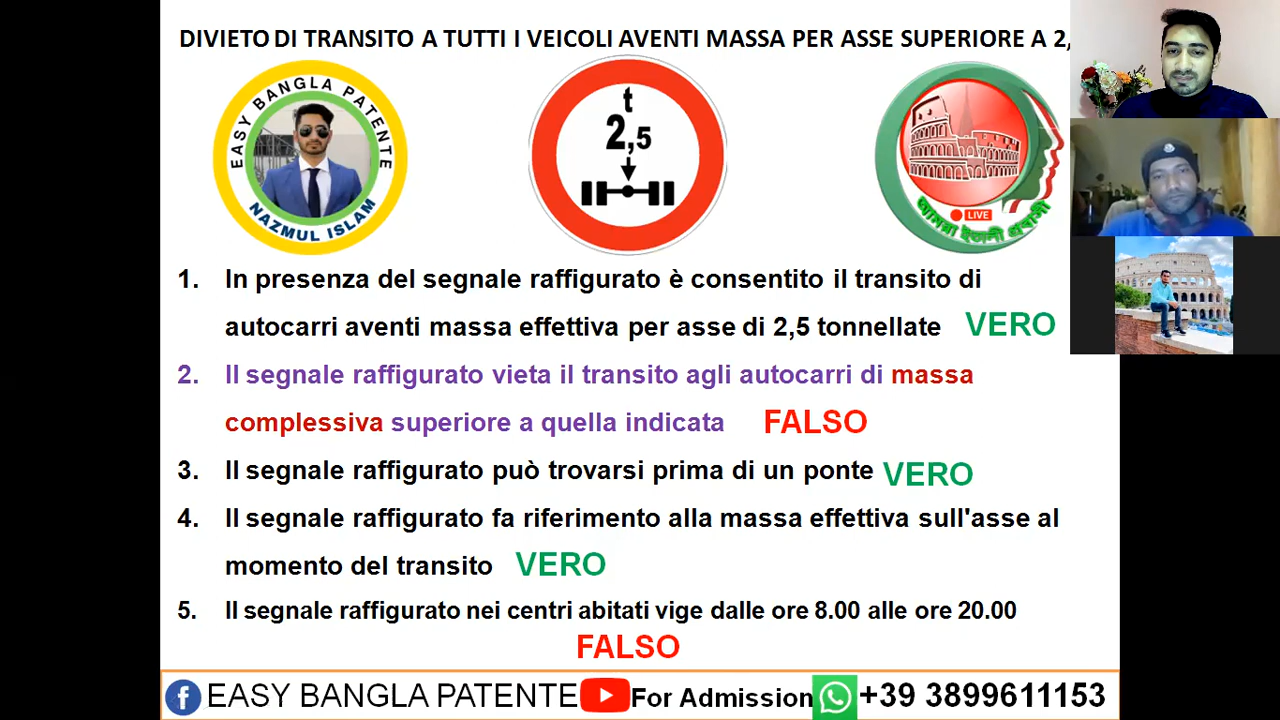 DIVIETO DI TRANSITO A TUTTI I VEICOLI AVENTI MASSA PER ASSE SUPERIORE A 2,
EASY BANGLA PATENTE
NAZMUL ISLAM
t
2,5
LIVE
আমরা ইতালী প্রবাসী
1. In presenza del segnale raffigurato è consentito il transito di
autocarri aventi massa effettiva per asse di 2,5 tonnellate VERO
2. Il segnale raffigurato vieta il transito agli autocarri di massa
complessiva superiore a quella indicata FALSO
3. Il segnale raffigurato può trovarsi prima di un ponte VERO
4. Il segnale raffigurato fa riferimento alla massa effettiva sull'asse al
momento del transito VERO
5. Il segnale raffigurato nei centri abitati vige dalle ore 8.00 alle ore 20.00
FALSO
f EASY BANGLA PATENTE For Admission +39 3899611153